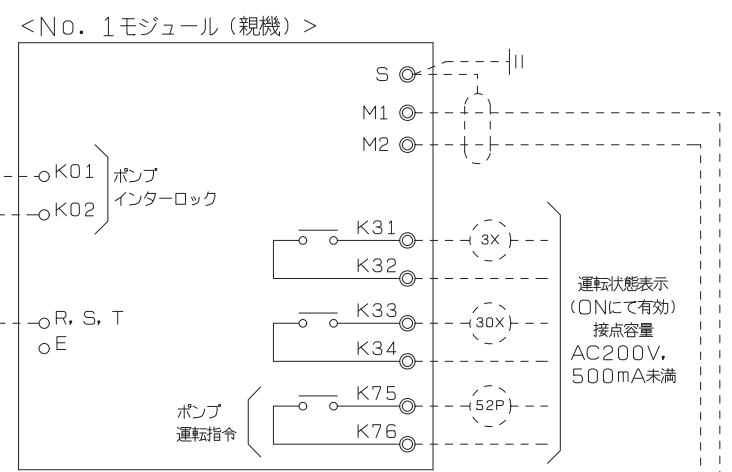 <No. 1モジュール（親機）>
S
M1
M2
K01
K02
ポンプ
インターロック
K31
3X
K32
R, S, T
E
K33
30X
K34
運転状態表示
（ONにて有効）
接点容量
AC200V,
500mA未満
ポンプ
運転指令
K75
52P
K76